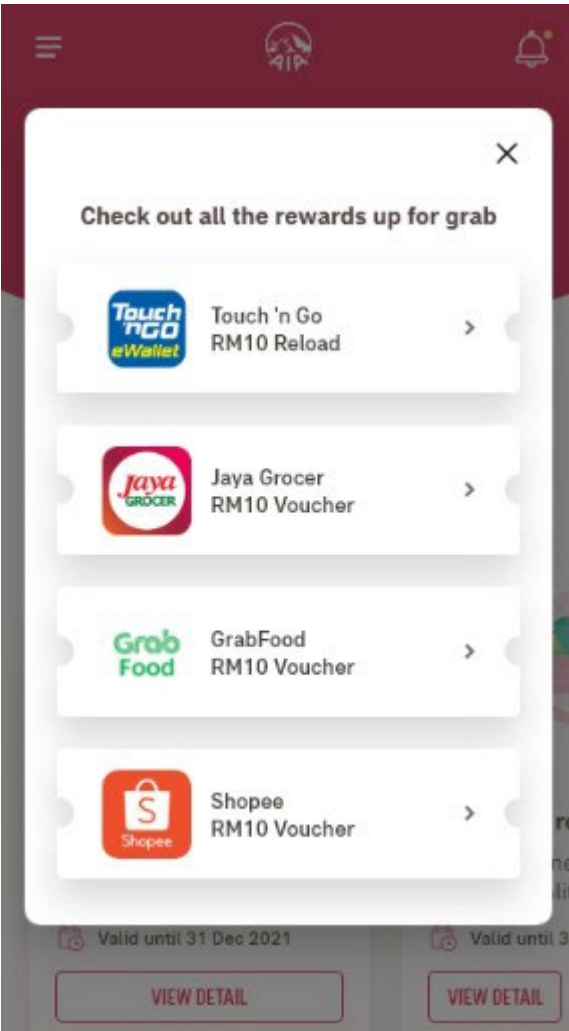 AIA
Check out all the rewards up for grab
Touch
'nGO
eWallet
Touch 'n Go
RM10 Reload
Jaya
GROCER
Jaya Grocer
RM10 Voucher
Grab
Food
GrabFood
RM10 Voucher
S
Shopee
Shopee
RM10 Voucher
Valid until 31 Dec 2021
Valid until 3
VIEW DETAIL
VIEW DETAIL